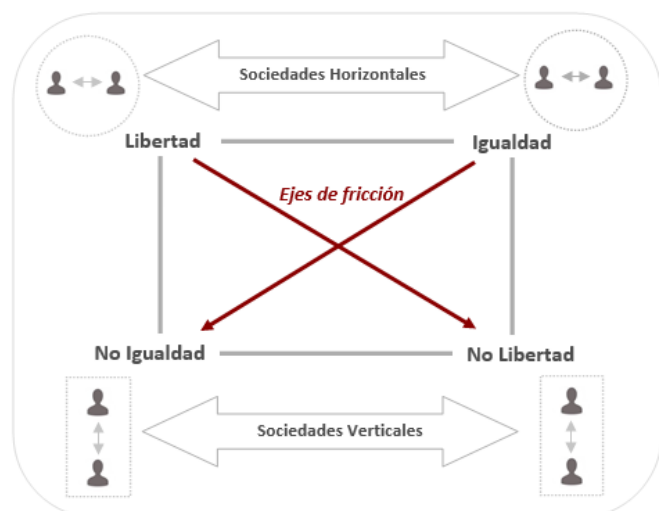 Sociedades Horizontales
Libertad
Igualdad
Ejes de fricción
No Igualdad
No Libertad
Sociedades Verticales